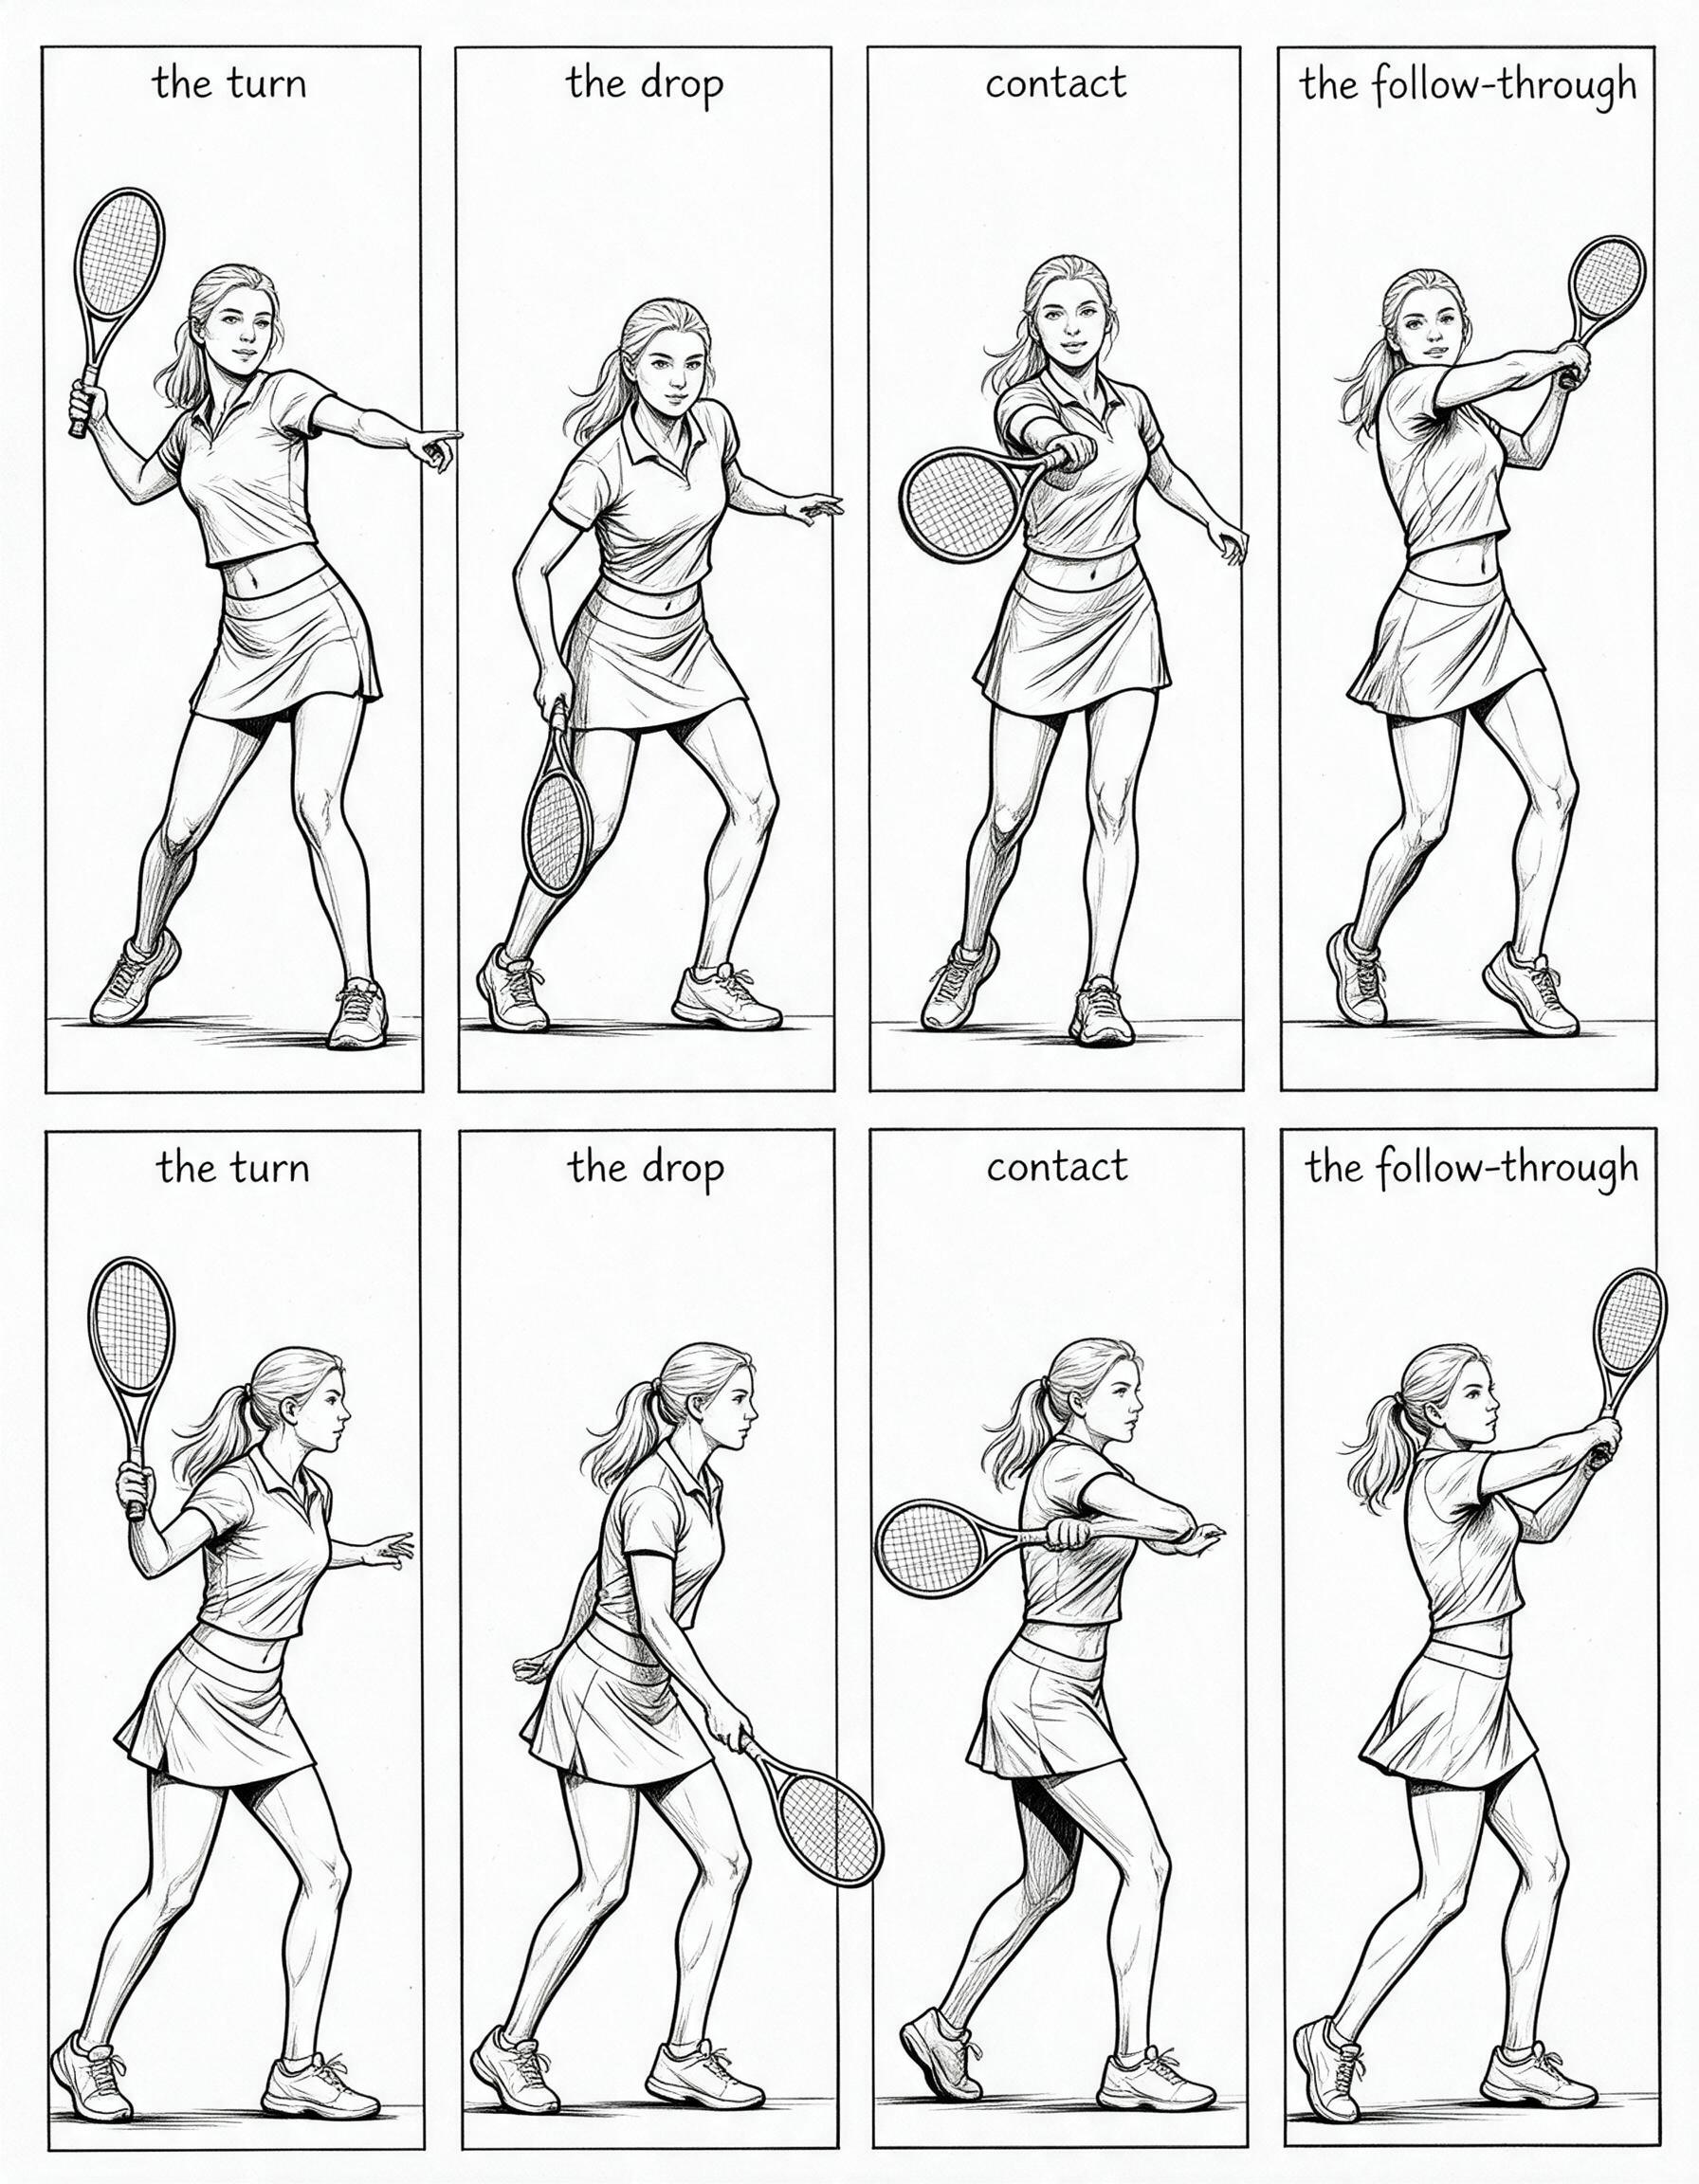 the turn
the drop
contact
the follow-through
the turn
the drop
contact
the follow-through